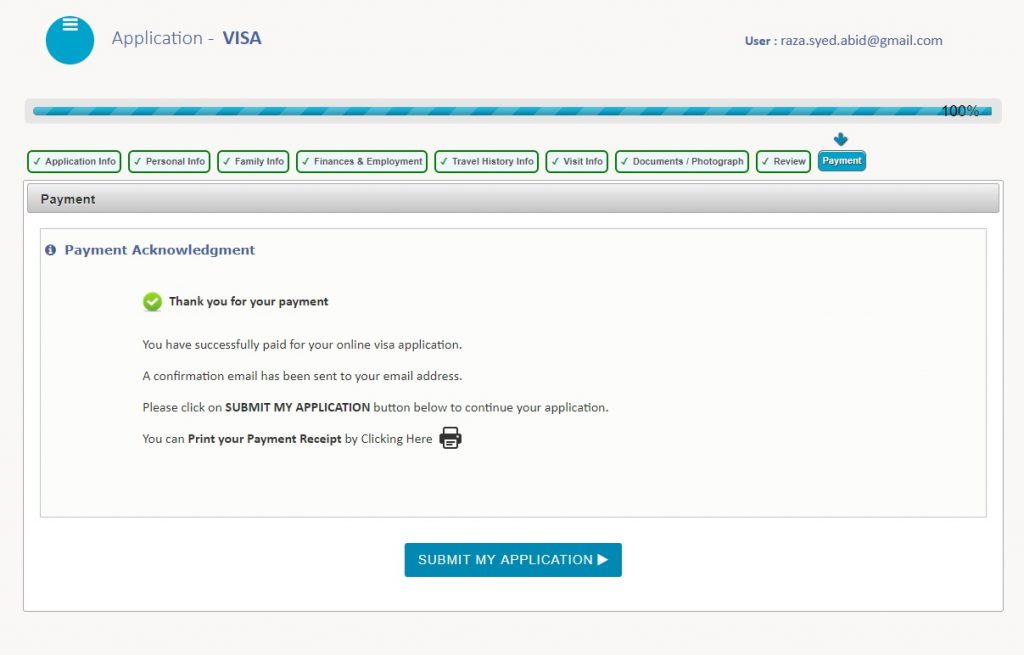 Application - VISA
User : raza.syed.abid@gmail.com
100%
✓ Application Info ✓ Personal Info ✓ Family Info ✓ Finances & Employment ✓ Travel History Info ✓ Visit Info ✓ Documents / Photograph ✓ Review Payment
Payment
Payment Acknowledgment
Thank you for your payment
You have successfully paid for your online visa application.
A confirmation email has been sent to your email address.
Please click on SUBMIT MY APPLICATION button below to continue your application.
You can Print your Payment Receipt by Clicking Here
SUBMIT MY APPLICATION